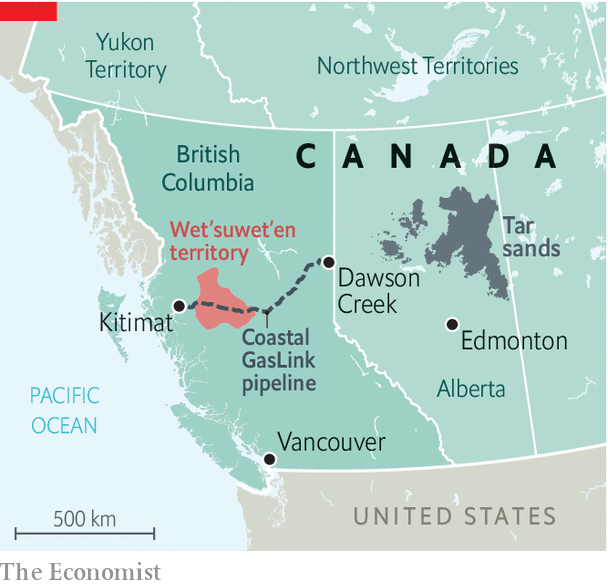 Yukon
Territory
Northwest Territories
British
Columbia
CANADA
Wet’suwet’en
territory
Tar
sands
Dawson
Creek
Kitimat
Coastal
GasLink
pipeline
Edmonton
Alberta
PACIFIC
OCEAN
Vancouver
500 km
UNITED STATES
The Economist